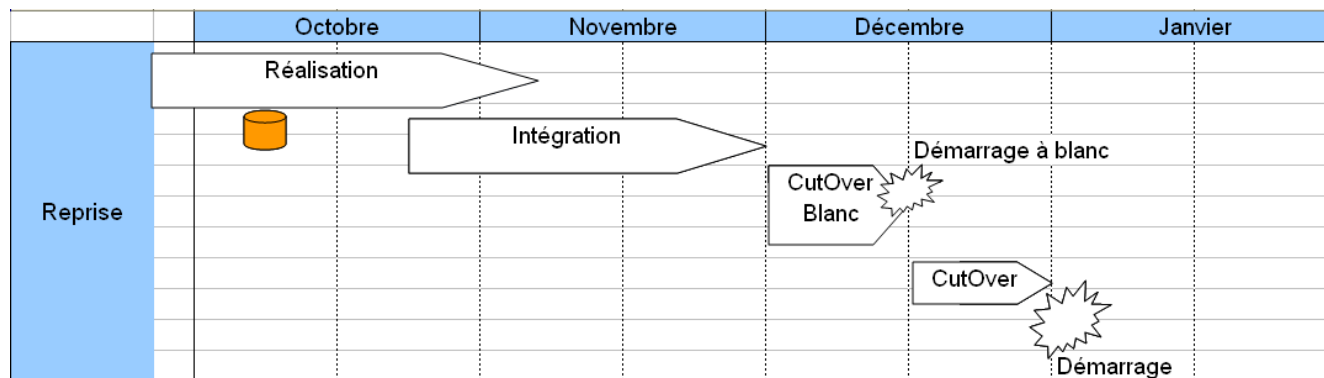 Octobre
Novembre
Décembre
Janvier
Reprise
Réalisation
Intégration
Démarrage à blanc
CutOver
Blanc
CutOver
Démarrage